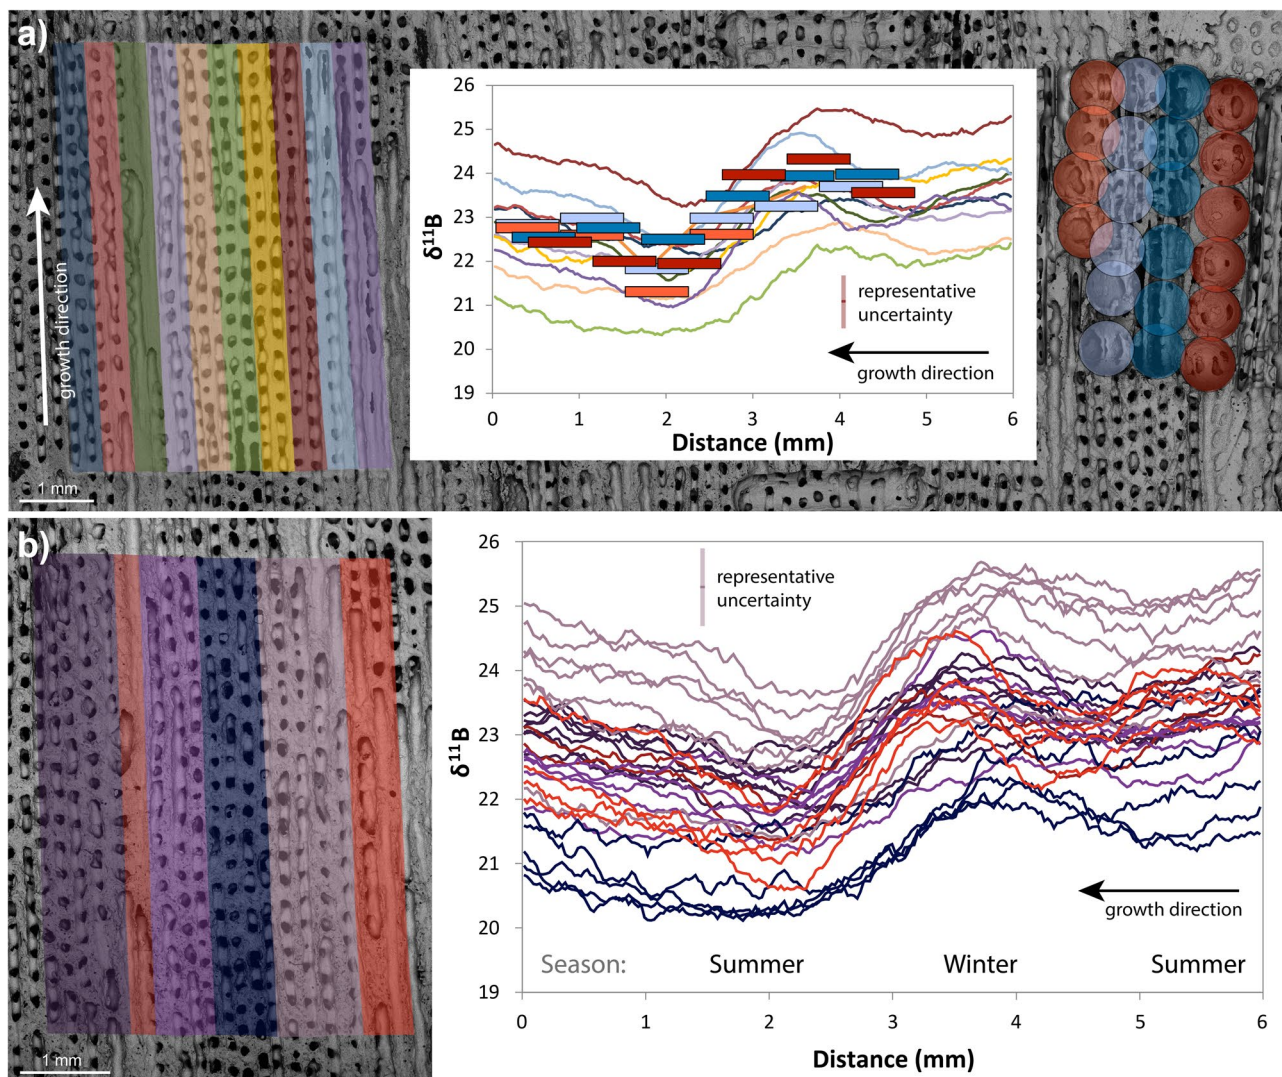 a)
growth direction
1 mm
26
25
24
23
22
21
20
19
δ¹¹B
0 1 2 3 4 5 6
Distance (mm)
representative
uncertainty
growth direction
b)
1 mm
26
25
24
23
22
21
20
19
δ¹¹B
representative
uncertainty
growth direction
Season: Summer Winter Summer
0 1 2 3 4 5 6
Distance (mm)